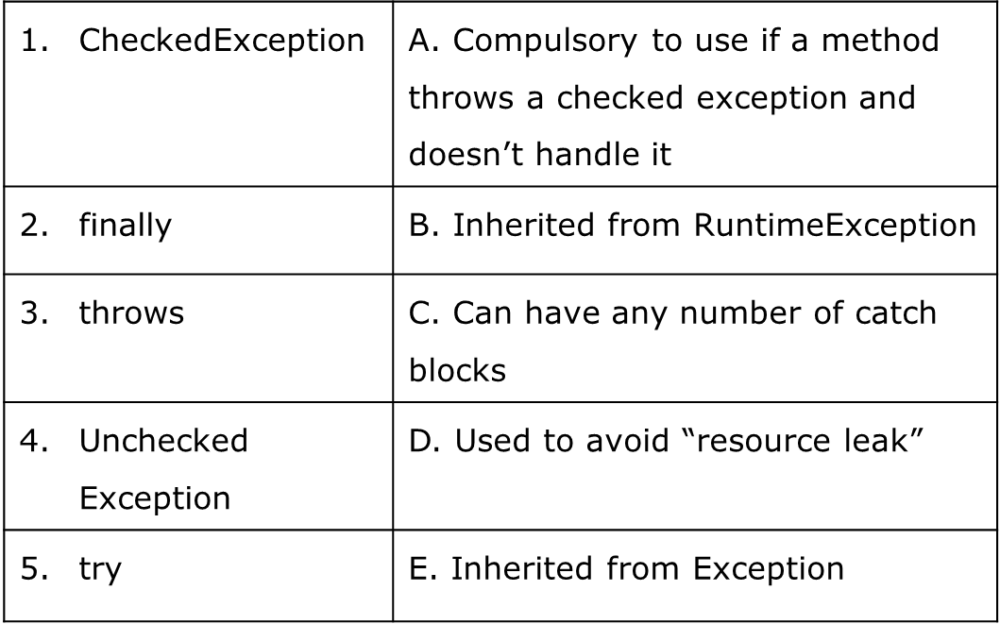 1. CheckedException
A. Compulsory to use if a method
throws a checked exception and
doesn’t handle it
2. finally
B. Inherited from RuntimeException
3. throws
C. Can have any number of catch
blocks
4. Unchecked
Exception
D. Used to avoid “resource leak”
5. try
E. Inherited from Exception